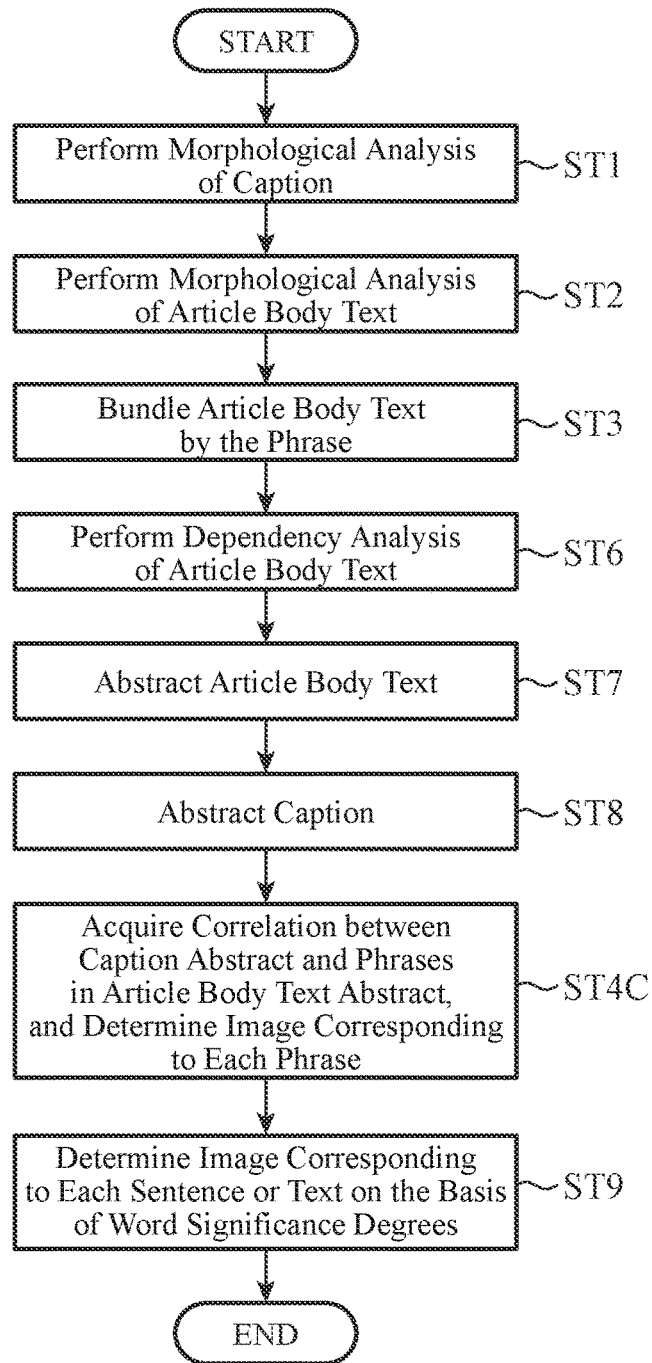 START
Perform Morphological Analysis
of Caption
ST1
Perform Morphological Analysis
of Article Body Text
ST2
Bundle Article Body Text
by the Phrase
ST3
Perform Dependency Analysis
of Article Body Text
ST6
Abstract Article Body Text
ST7
Abstract Caption
ST8
Acquire Correlation between
Caption Abstract and Phrases
in Article Body Text Abstract,
and Determine Image Corresponding
to Each Phrase
ST4C
Determine Image Corresponding
to Each Sentence or Text on the Basis
of Word Significance Degrees
ST9
END